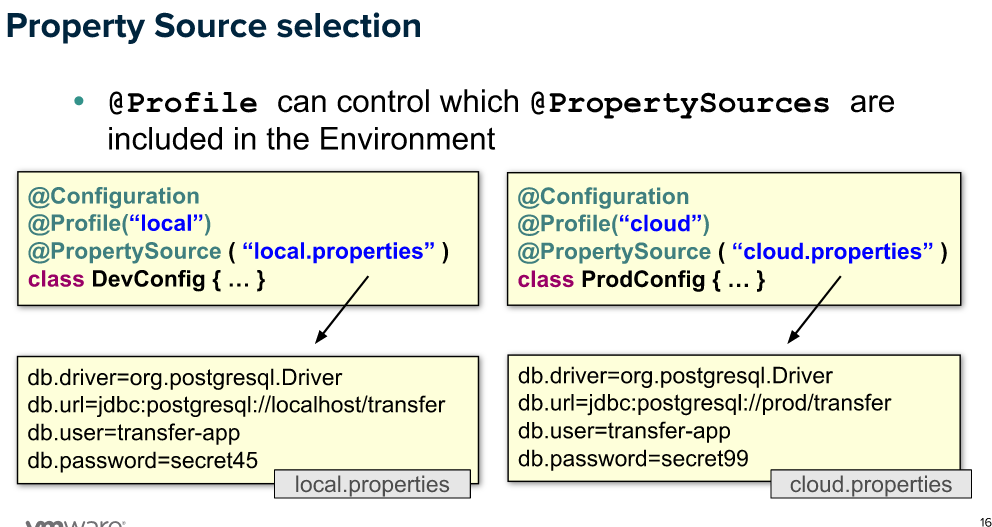 Property Source selection
• @Profile can control which @PropertySources are
included in the Environment
@Configuration
@Profile(“local”)
@PropertySource ( “local.properties” )
class DevConfig { … }
db.driver=org.postgresql.Driver
db.url=jdbc:postgresql://localhost/transfer
db.user=transfer-app
db.password=secret45
local.properties
@Configuration
@Profile(“cloud”)
@PropertySource ( “cloud.properties” )
class ProdConfig { … }
db.driver=org.postgresql.Driver
db.url=jdbc:postgresql://prod/transfer
db.user=transfer-app
db.password=secret99
cloud.properties
vmware®
16